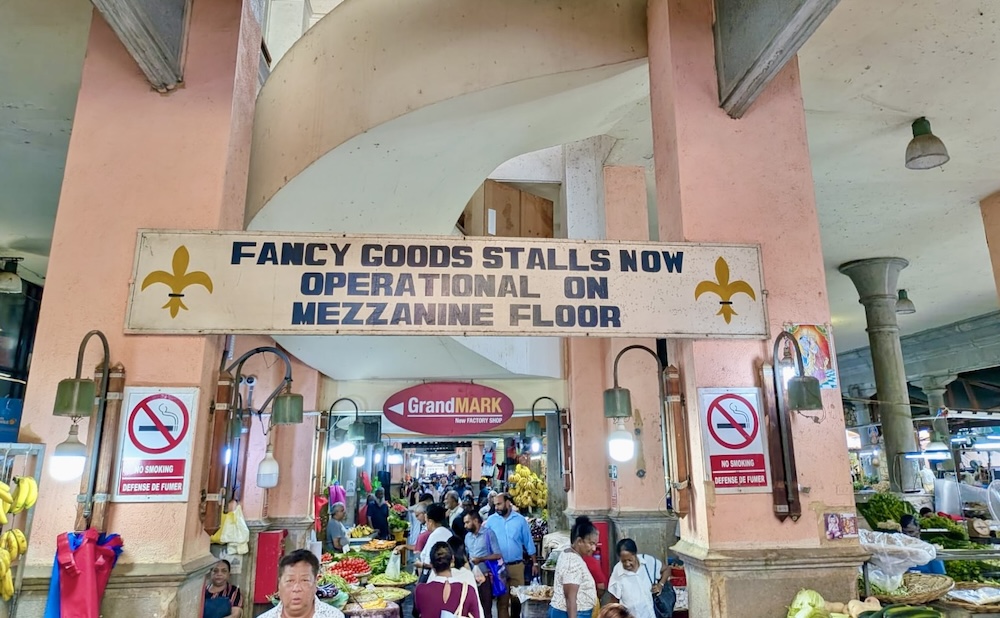 FANCY GOODS STALLS NOW
OPERATIONAL ON
MEZZANINE FLOOR
GrandMARK
New FACTORY SHOP
NO SMOKING
DEFENSE DE FUMER
NO SMOKING
DEFENSE DE FUMER